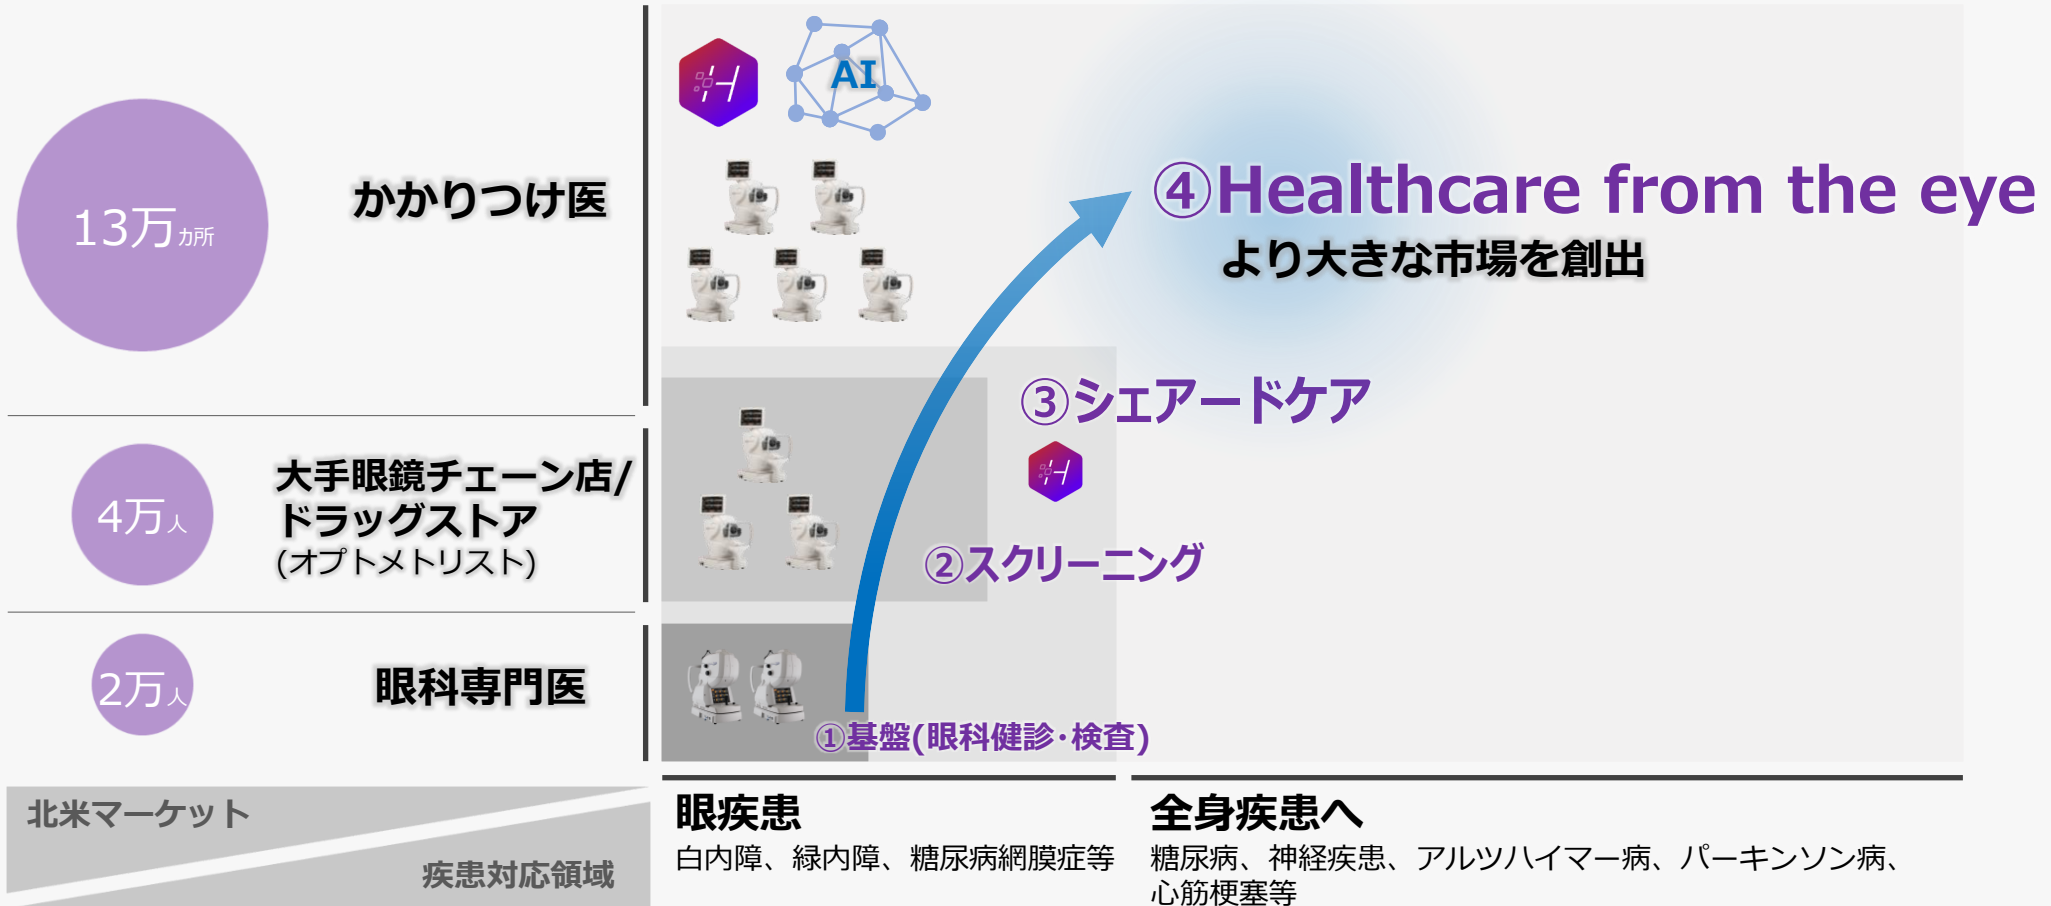 AI
13万カ所
かかりつけ医
④Healthcare from the eye
より大きな市場を創出
③シェアードケア
4万人
大手眼鏡チェーン店/
ドラッグストア
(オプトメトリスト)
②スクリーニング
2万人
眼科専門医
①基盤(眼科健診・検査)
北米マーケット
疾患対応領域
眼疾患
白内障、緑内障、糖尿病網膜症等
全身疾患へ
糖尿病、神経疾患、アルツハイマー病、パーキンソン病、
心筋梗塞等